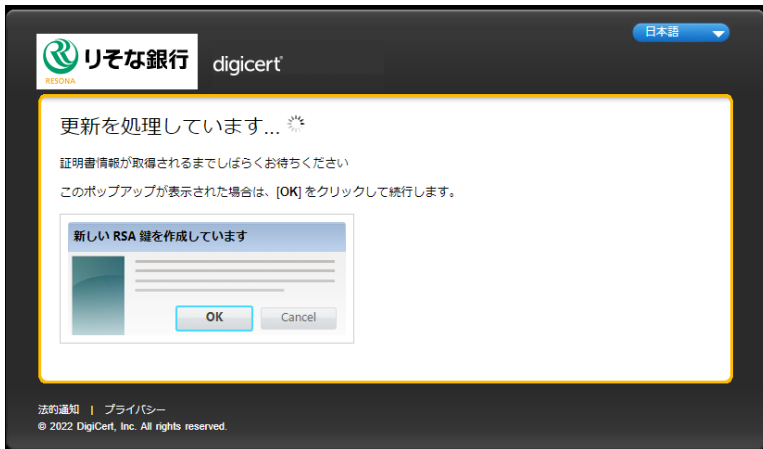 日本語
りそな銀行
RESONA
digicert
更新を処理しています...
証明書情報が取得されるまでしばらくお待ちください
このポップアップが表示された場合は、[OK] をクリックして続行します。
新しい RSA 鍵を作成しています
OK Cancel
法的通知 | プライバシー
© 2022 DigiCert, Inc. All rights reserved.